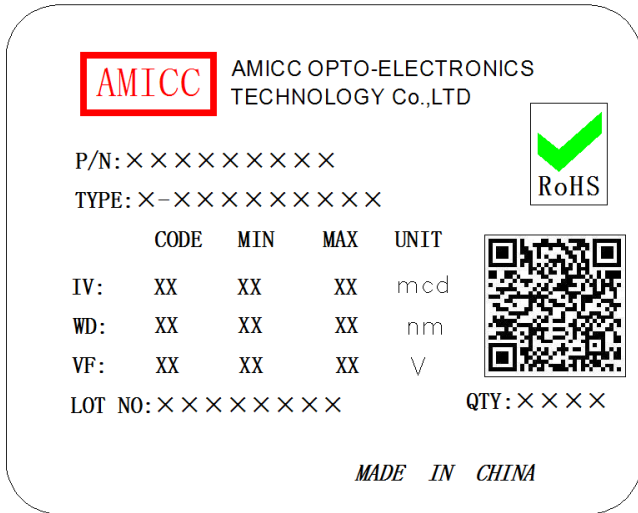 AMICC
AMICC OPTO-ELECTRONICS
TECHNOLOGY Co.,LTD
RoHS
P/N:×××××××××
TYPE:×-×××××××××
CODE MIN MAX UNIT
IV: XX XX XX mcd
WD: XX XX XX nm
VF: XX XX XX V
LOT NO:××××××××
QTY:××××
MADE IN CHINA